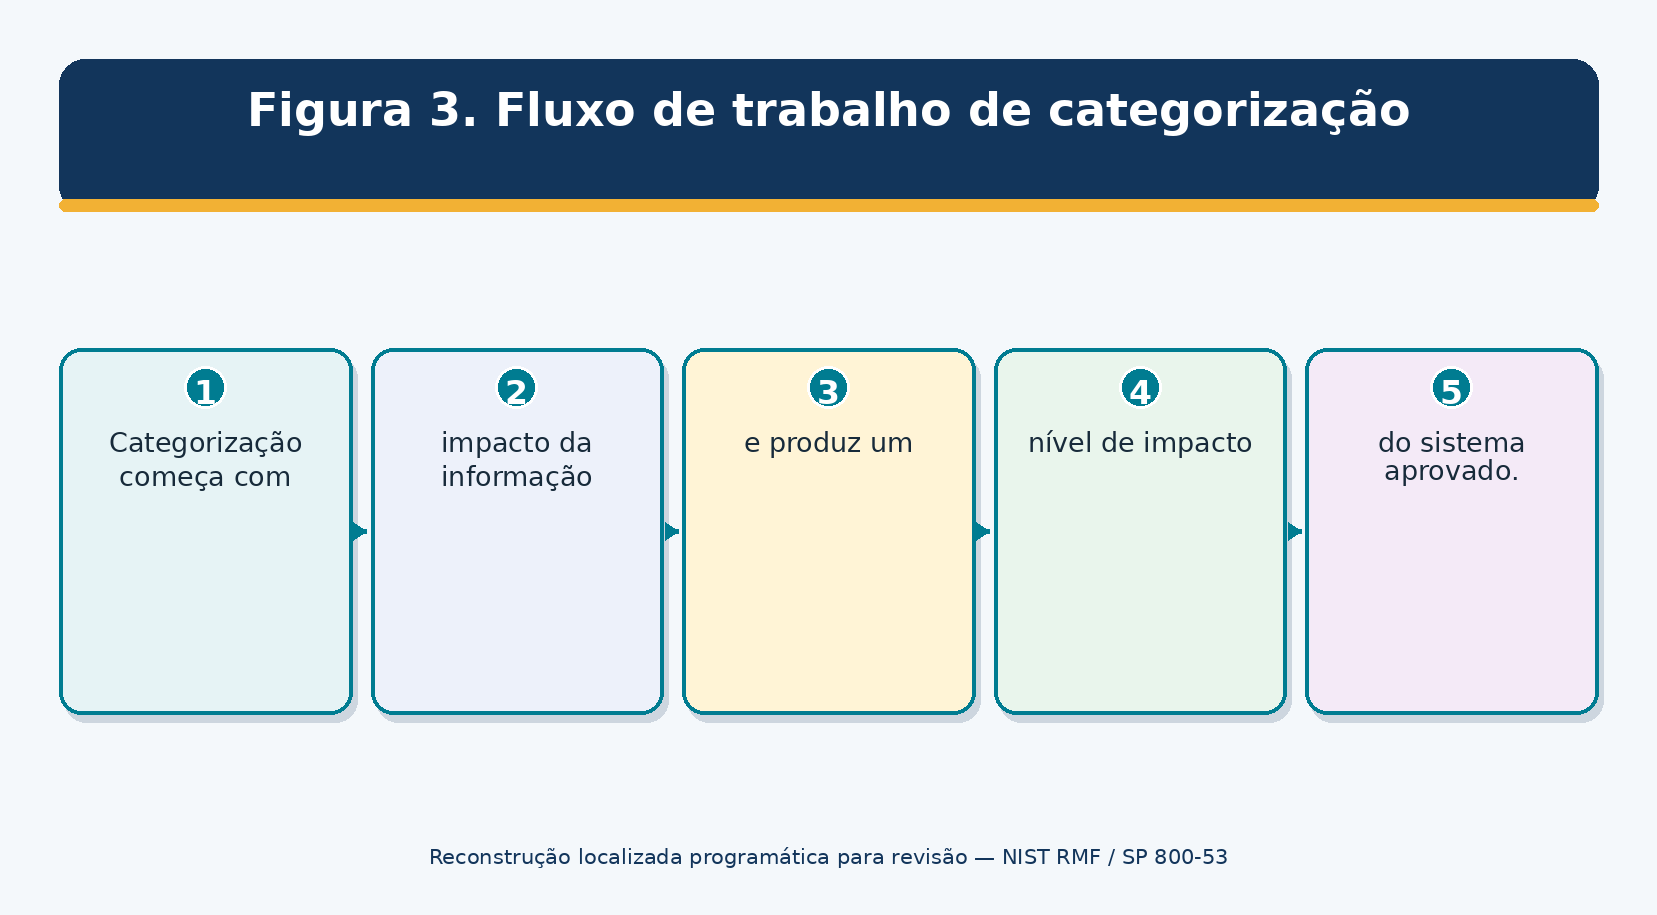 Figura 3. Fluxo de trabalho de categorização
1
Categorização
começa com
2
impacto da
informação
3
e produz um
4
nível de impacto
5
do sistema
aprovado.
Reconstrução localizada programática para revisão — NIST RMF / SP 800-53